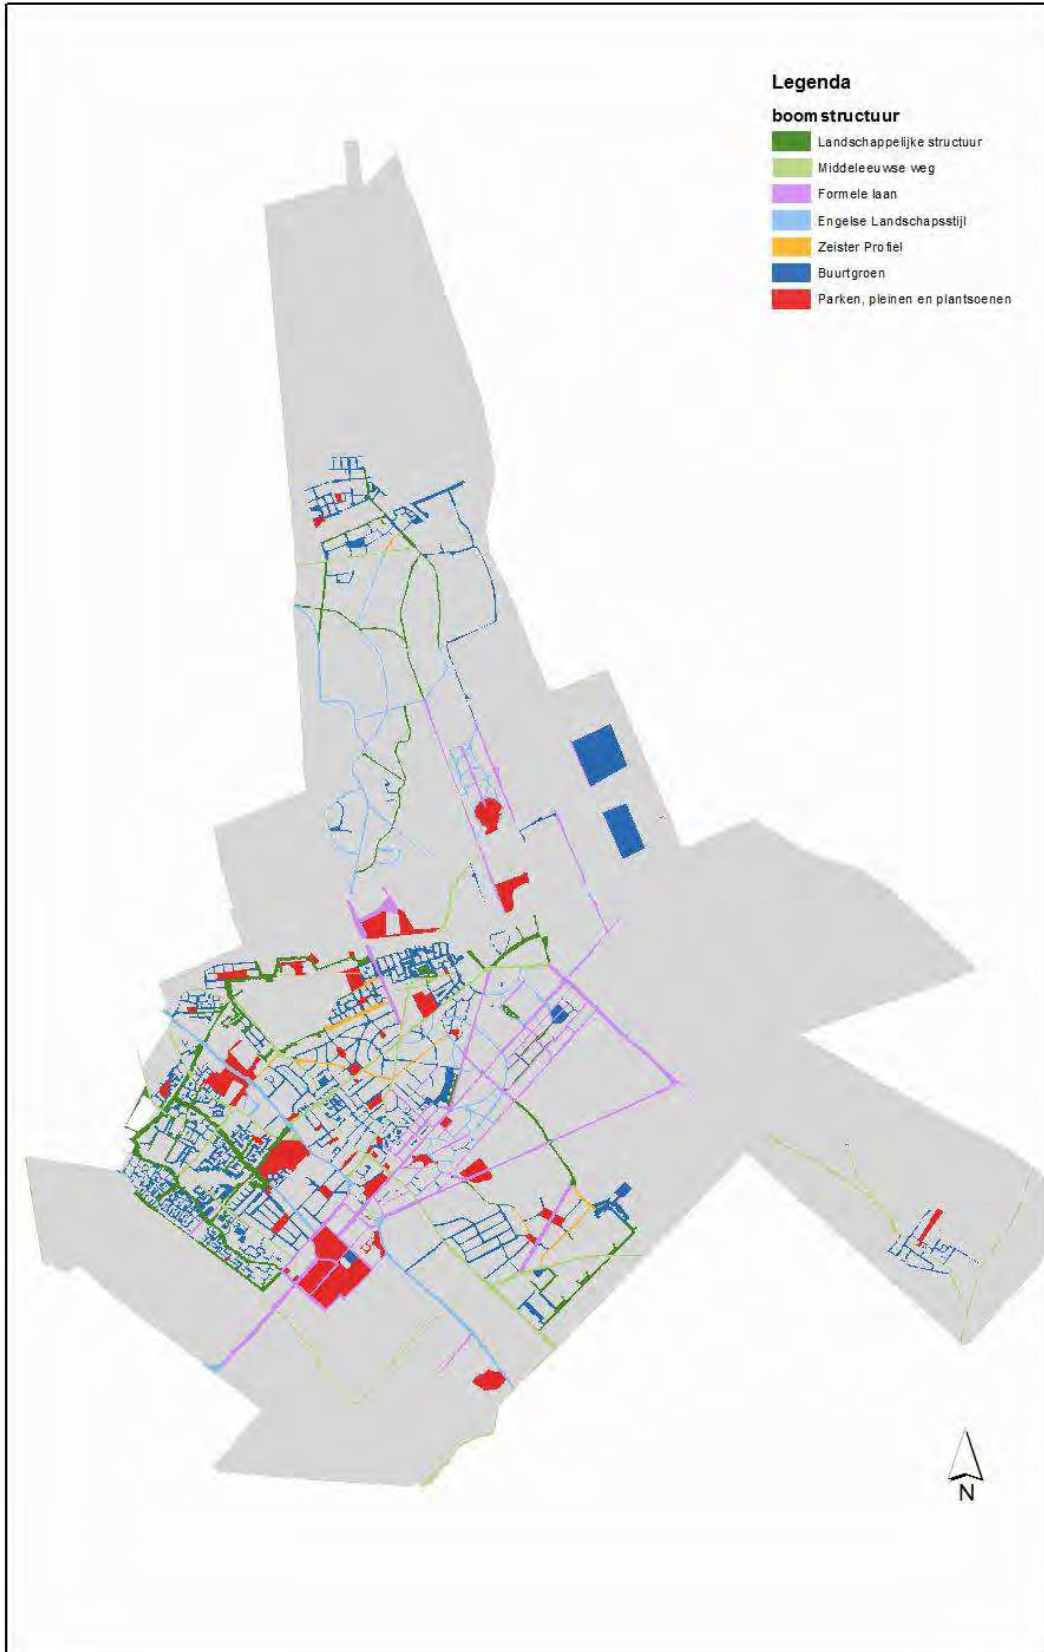 Legenda
boomstructuur
Landschappelijke structuur
Middeleeuwse weg
Formele laan
Engelse Landschapsstijl
Zeister Profiel
Buurtgroen
Parken, pleinen en plantsoenen
N